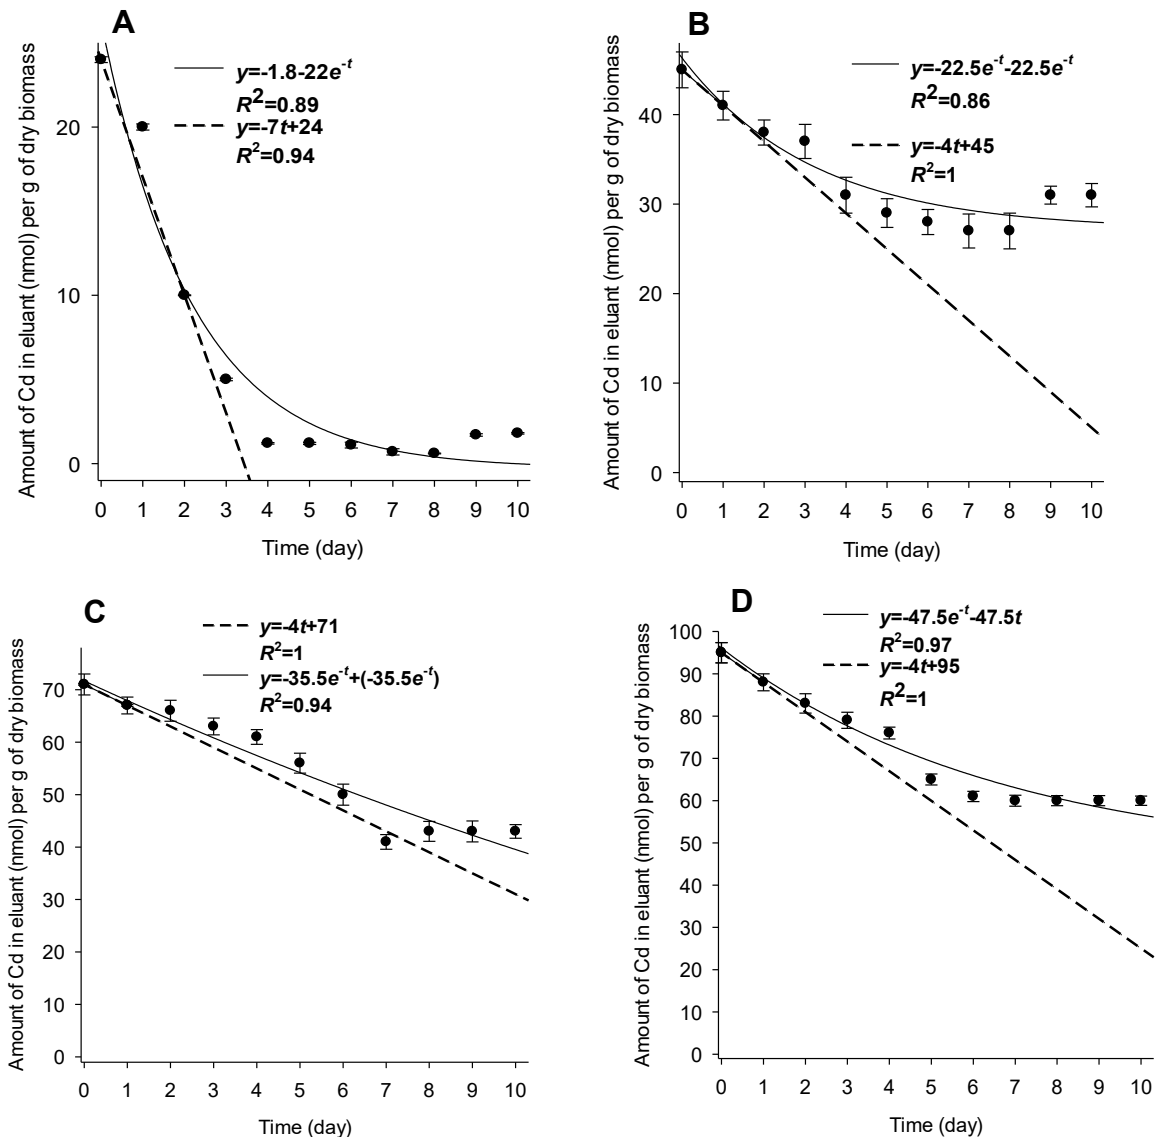 A
y=-1.8-22e^-t
R²=0.89
y=-7t+24
R²=0.94
20
10
0
0 1 2 3 4 5 6 7 8 9 10
Time (day)
Amount of Cd in eluant (nmol) per g of dry biomass
B
y=-22.5e^-t-22.5e^-t
R²=0.86
y=-4t+45
R²=1
40
30
20
10
0
0 1 2 3 4 5 6 7 8 9 10
Time (day)
Amount of Cd in eluant (nmol) per g of dry biomass
C
y=-4t+71
R²=1
y=-35.5e^-t+(-35.5e^-t)
R²=0.94
70
60
50
40
30
20
10
0
0 1 2 3 4 5 6 7 8 9 10
Time (day)
Amount of Cd in eluant (nmol) per g of dry biomass
D
y=-47.5e^-t-47.5t
R²=0.97
y=-4t+95
R²=1
100
90
80
70
60
50
40
30
20
10
0
0 1 2 3 4 5 6 7 8 9 10
Time (day)
Amount of Cd in eluant (nmol) per g of dry biomass